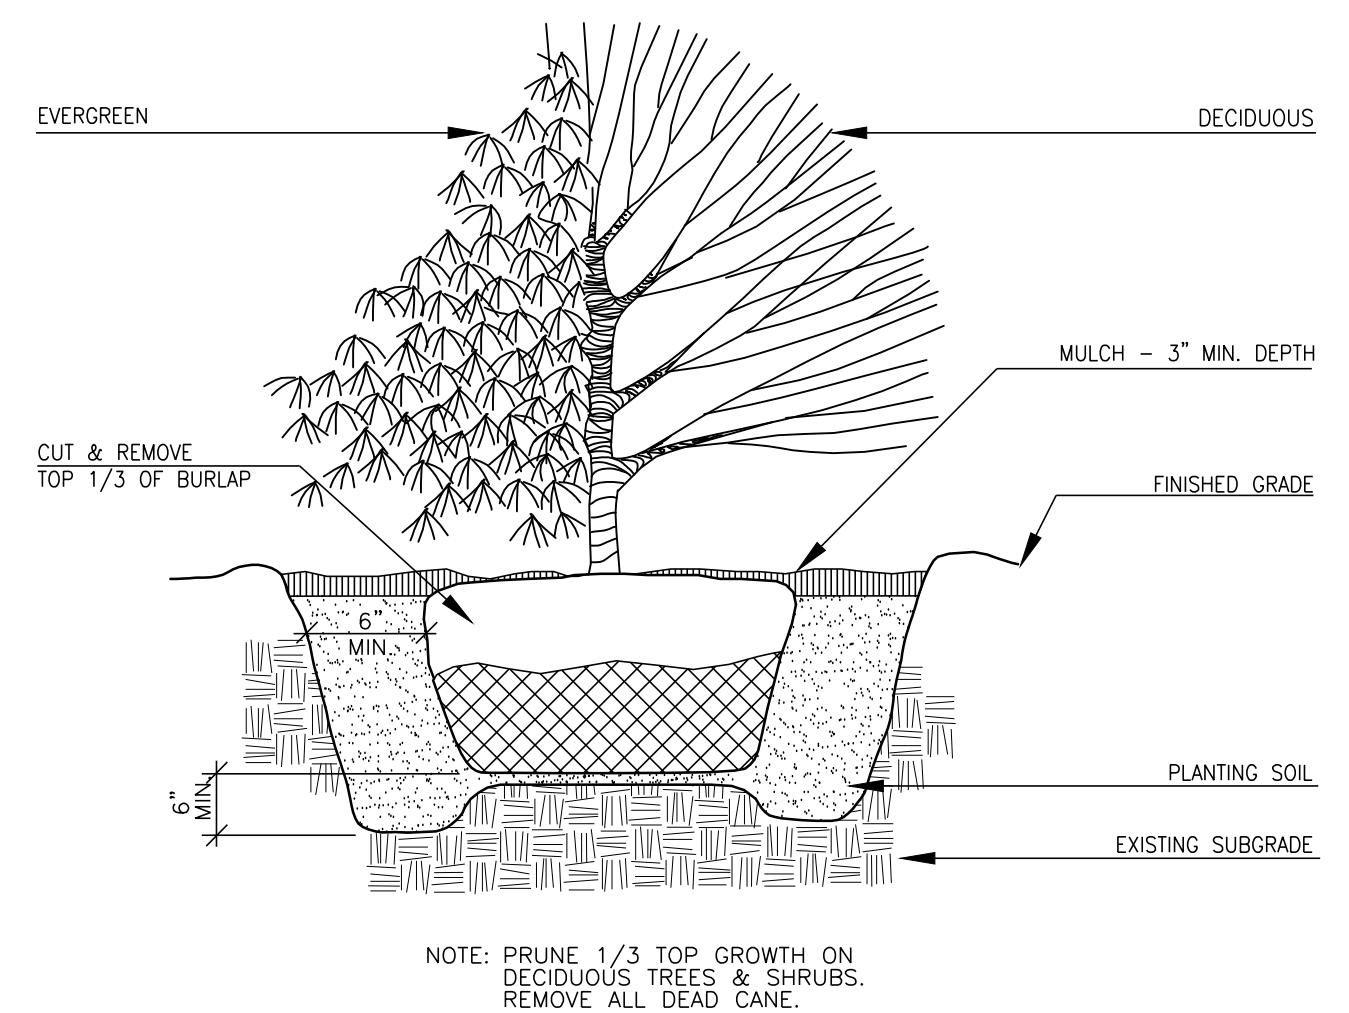 EVERGREEN
DECIDUOUS
MULCH – 3" MIN. DEPTH
CUT & REMOVE
TOP 1/3 OF BURLAP
FINISHED GRADE
6"
MIN.
6"
MIN.
PLANTING SOIL
EXISTING SUBGRADE
NOTE: PRUNE 1/3 TOP GROWTH ON
DECIDUOUS TREES & SHRUBS.
REMOVE ALL DEAD CANE.